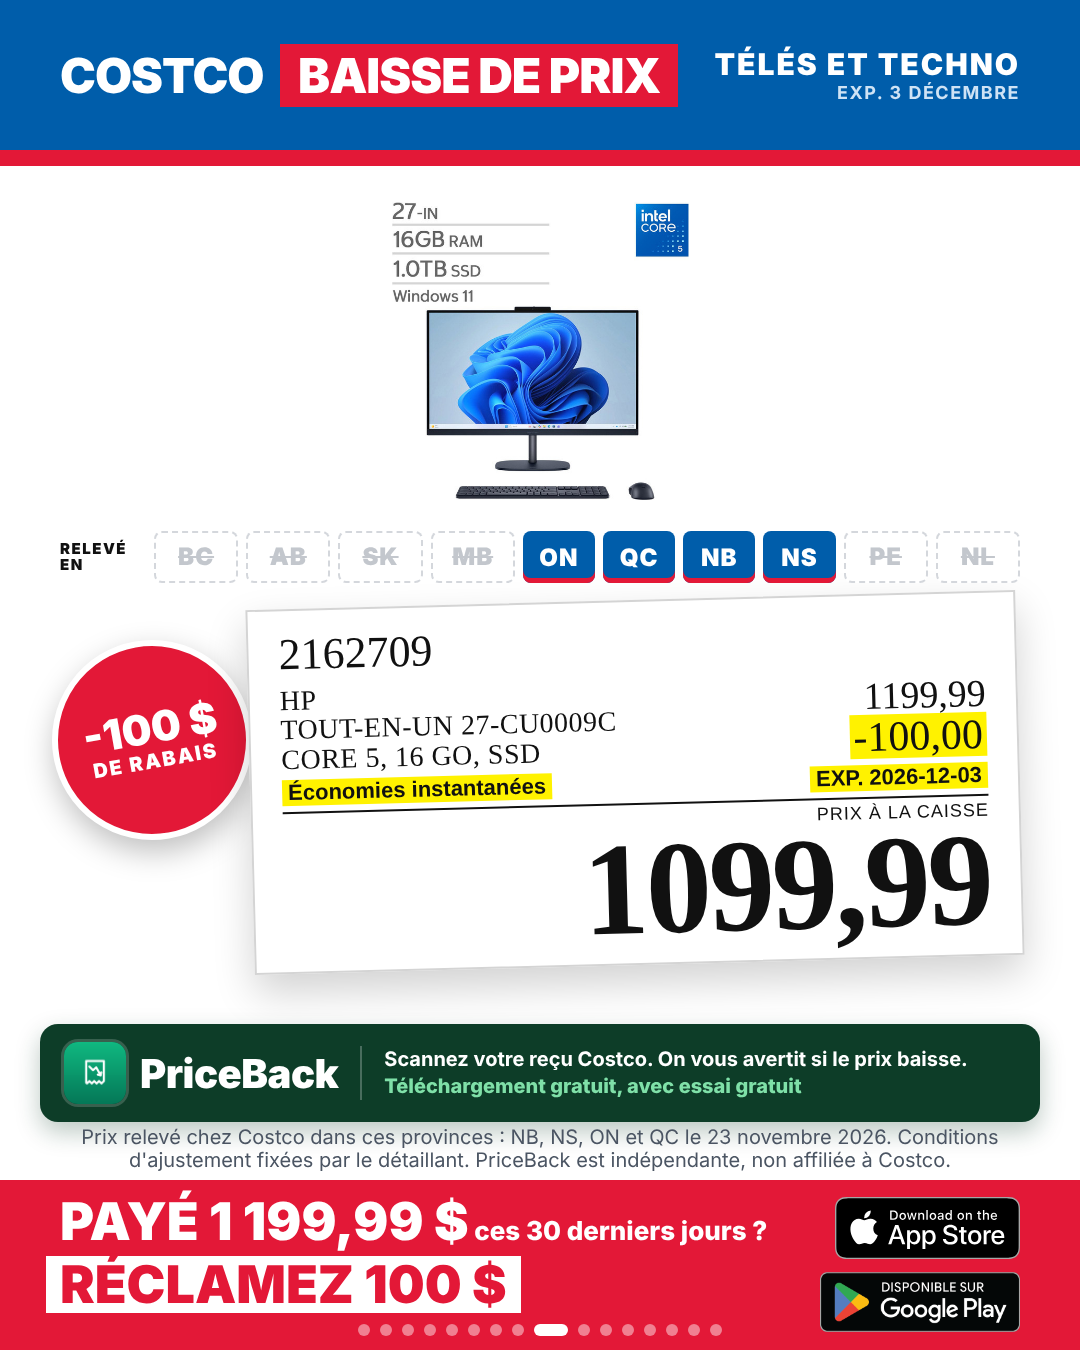 COSTCO BAISSE DE PRIX
TÉLÉS ET TECHNO
EXP. 3 DÉCEMBRE
27-IN
16GB RAM
1.0TB SSD
Windows 11
intel
CORE
5
RELEVÉ
EN
BC AB SK MB ON QC NB NS PE NL
-100 $
DE RABAIS
2162709
HP
TOUT-EN-UN 27-CU0009C
CORE 5, 16 GO, SSD
Économies instantanées
1199,99
-100,00
EXP. 2026-12-03
PRIX À LA CAISSE
1099,99
PriceBack
Scannez votre reçu Costco. On vous avertit si le prix baisse.
Téléchargement gratuit, avec essai gratuit
Prix relevé chez Costco dans ces provinces : NB, NS, ON et QC le 23 novembre 2026. Conditions
d'ajustement fixées par le détaillant. PriceBack est indépendante, non affiliée à Costco.
PAYÉ 1 199,99 $ ces 30 derniers jours ?
RÉCLAMEZ 100 $
Download on the
App Store
DISPONIBLE SUR
Google Play